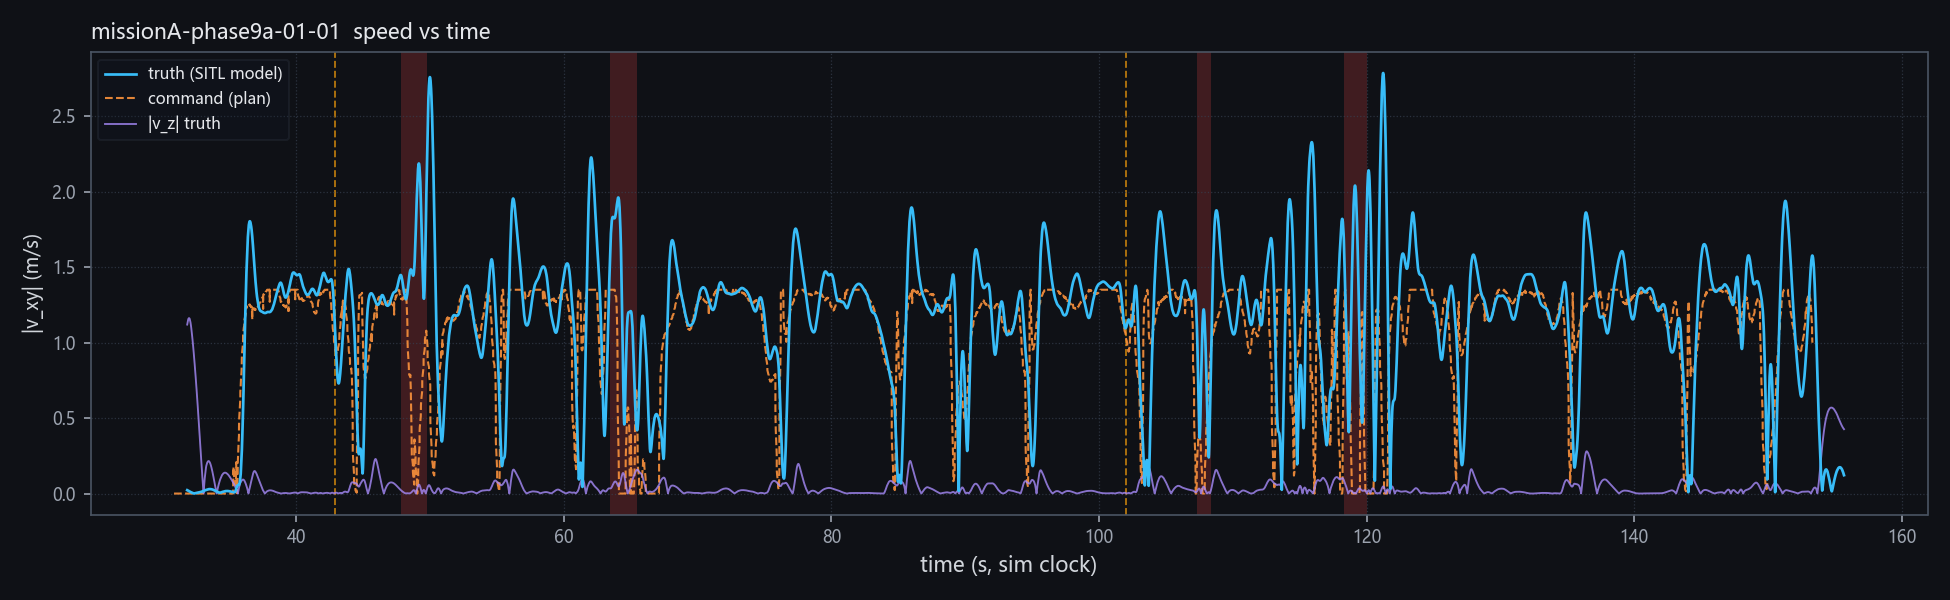 missionA-phase9a-01-01  speed vs time
truth (SITL model)
command (plan)
|v_z| truth
|v_xy| (m/s)
2.5
2.0
1.5
1.0
0.5
0.0
40
60
80
100
120
140
160
time (s, sim clock)